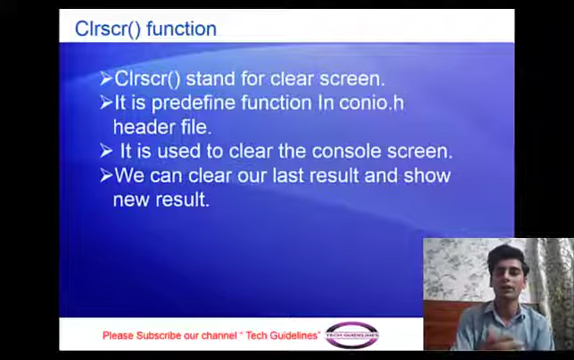 Clrscr() function
➢Clrscr() stand for clear screen.
➢It is predefine function In conio.h
header file.
➢ It is used to clear the console screen.
➢We can clear our last result and show
new result.
Please Subscribe our channel “ Tech Guidelines”
TECH GUIDELINES